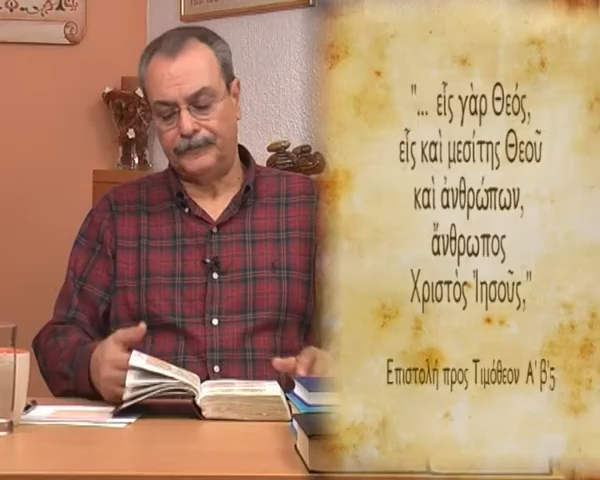 "... εἷς γὰρ Θεός,
εἷς καὶ μεσίτης Θεοῦ
καὶ ἀνθρώπων,
ἄνθρωπος
Χριστὸς Ἰησοῦς,"
Επιστολή προς Τιμόθεον Α' β'5